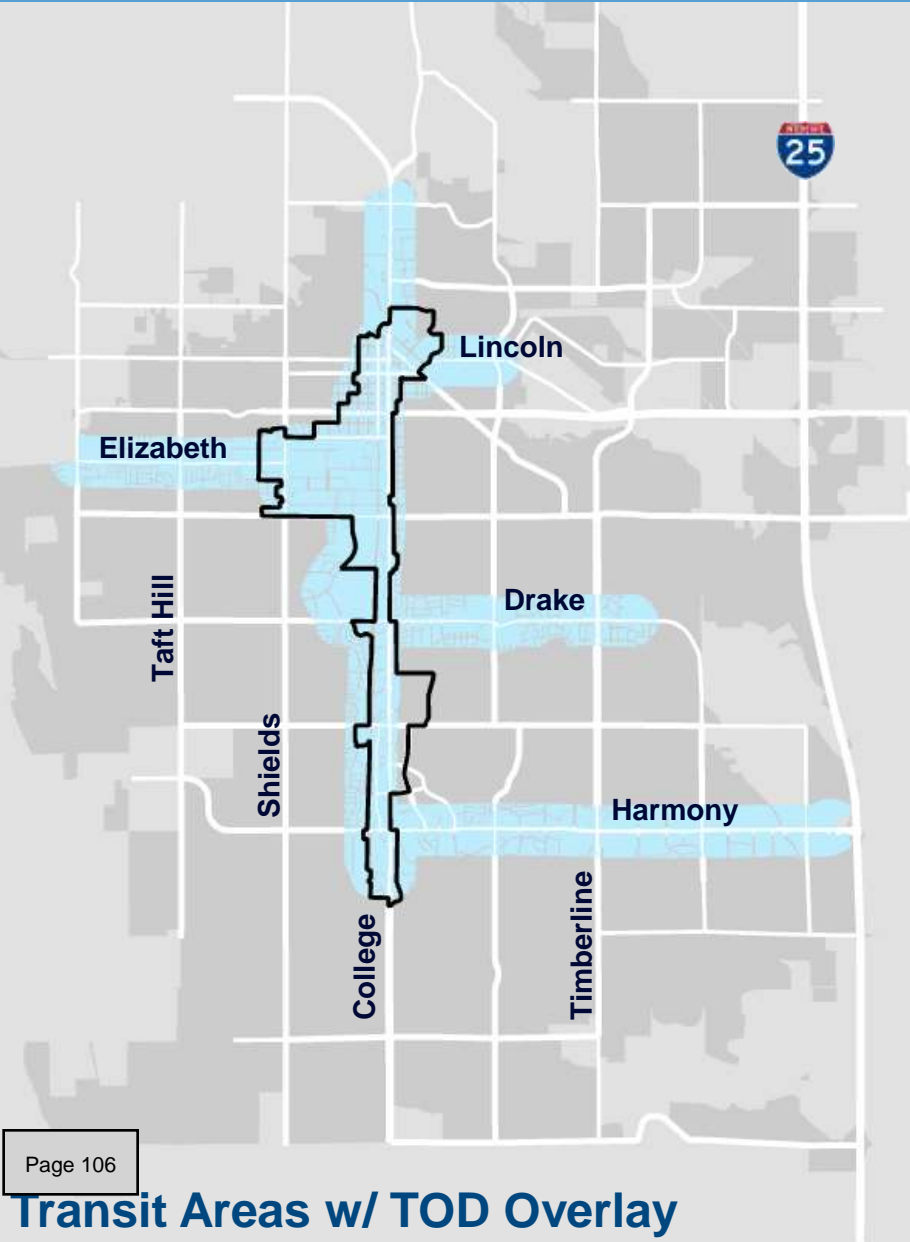 25
Lincoln
Elizabeth
Taft Hill
Drake
Shields
Harmony
College
Timberline
Page 106
Transit Areas w/ TOD Overlay